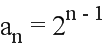 aₙ = 2ⁿ ⁻ ¹